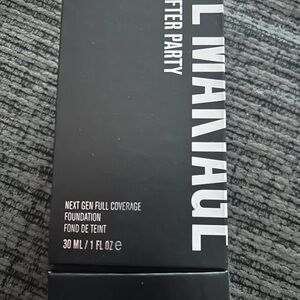 L MAKIAGE
FTER PARTY
NEXT GEN FULL COVERAGE
FOUNDATION
FOND DE TEINT
30 ML / 1 FL OZ ℮